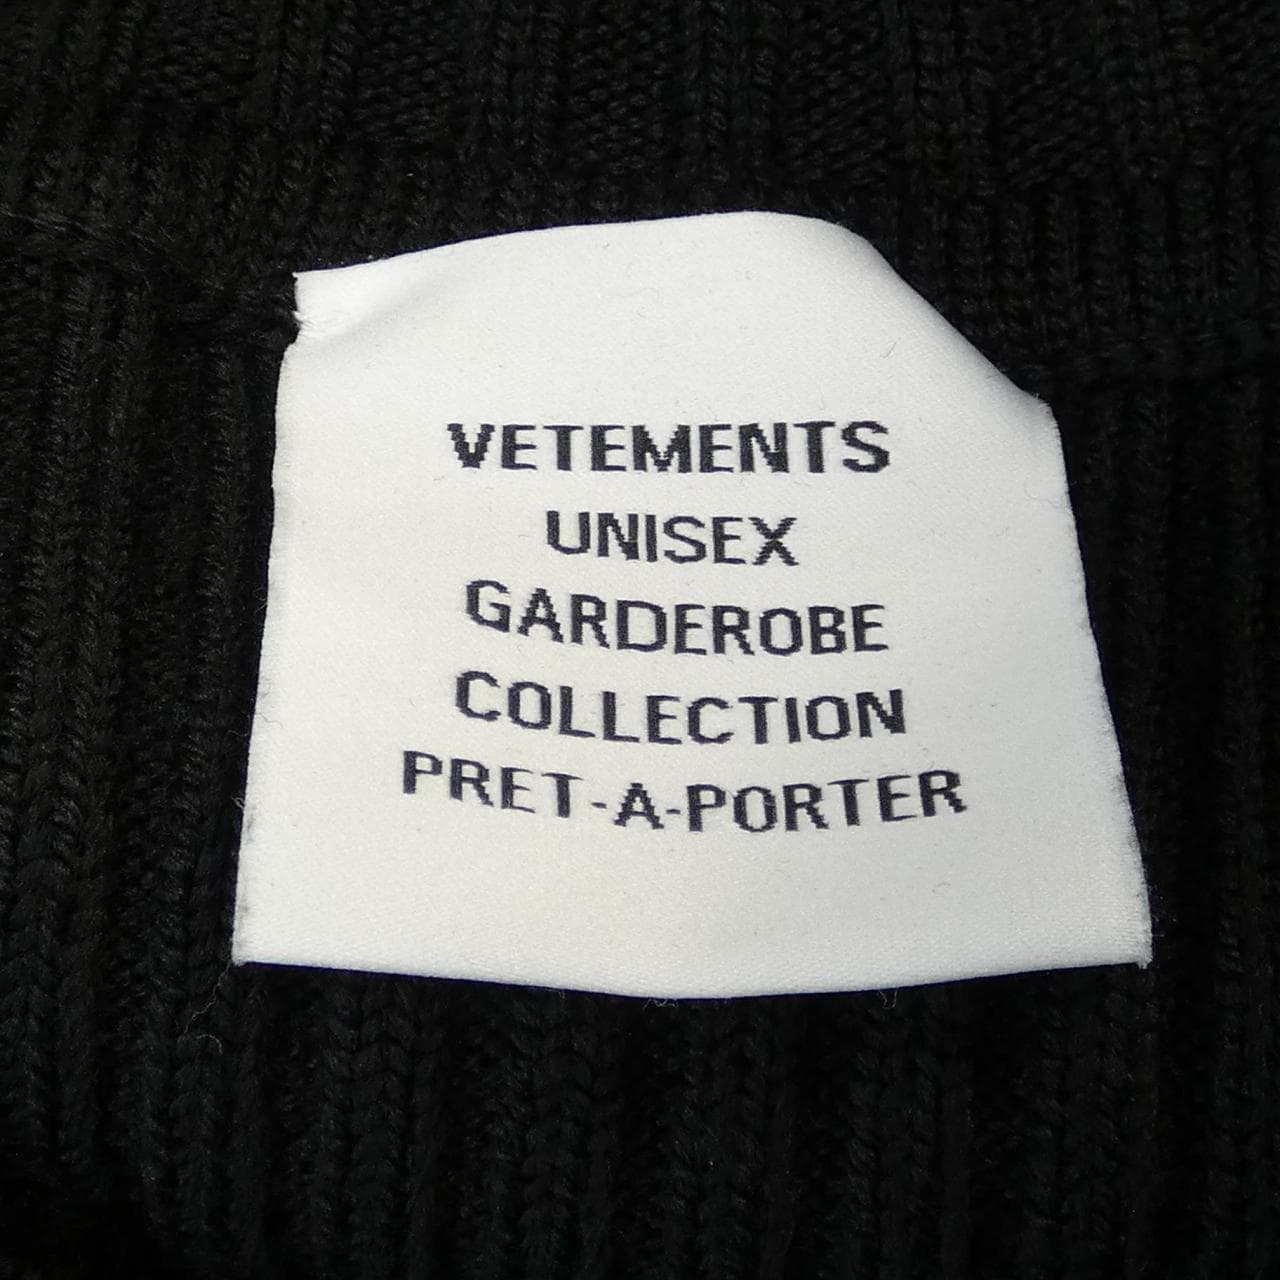 VETEMENTS
UNISEX
GARDEROBE
COLLECTION
PRET-A-PORTER